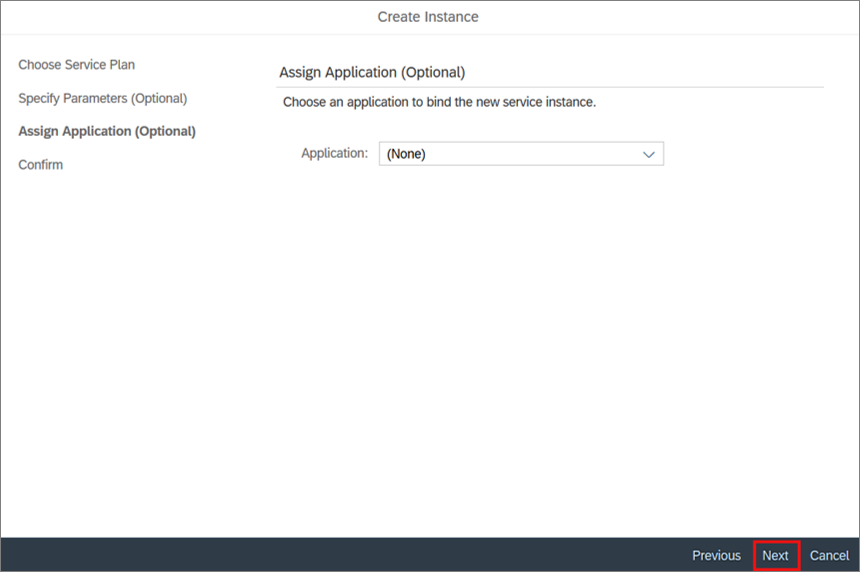 Create Instance
Choose Service Plan
Specify Parameters (Optional)
Assign Application (Optional)
Confirm
Assign Application (Optional)
Choose an application to bind the new service instance.
Application: (None)
Previous Next Cancel